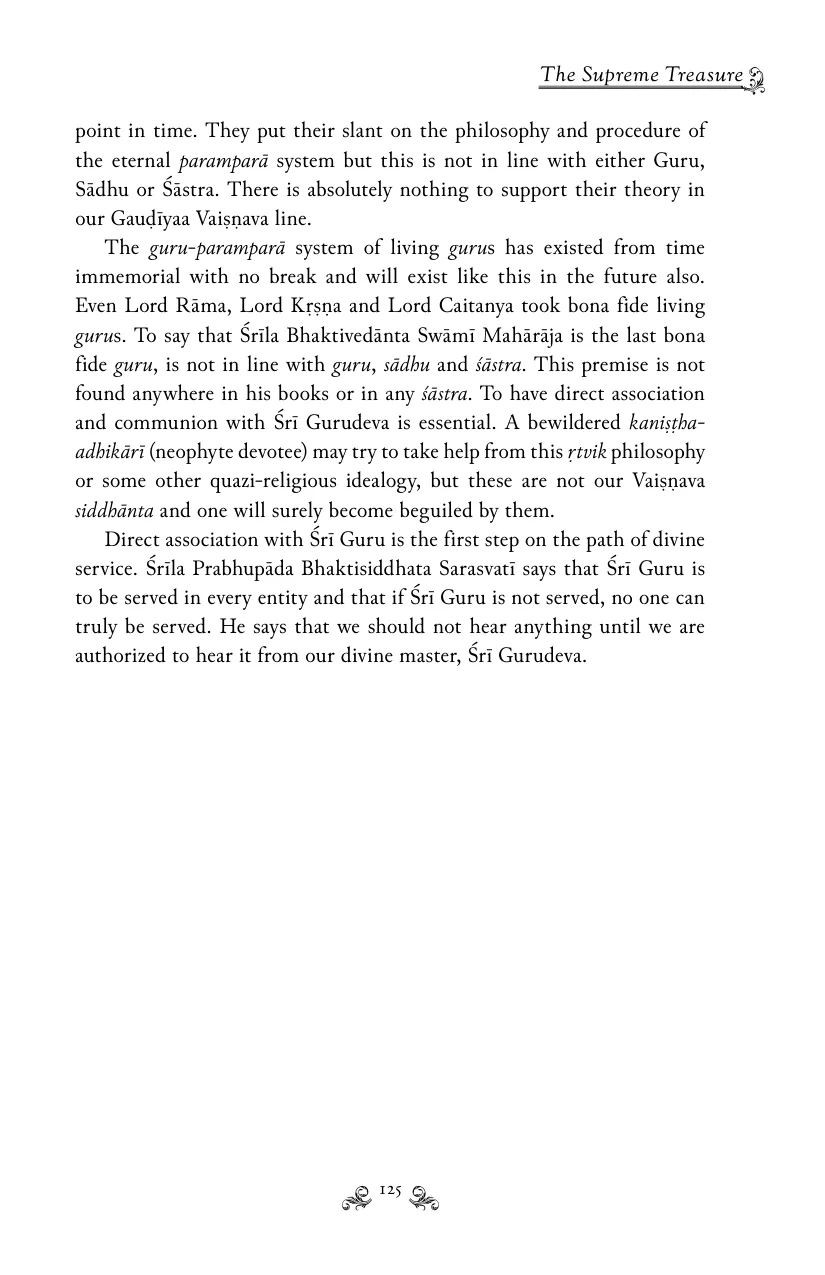 The Supreme Treasure
point in time. They put their slant on the philosophy and procedure of
the eternal paramparā system but this is not in line with either Guru,
Sādhu or Śāstra. There is absolutely nothing to support their theory in
our Gauḍīyaa Vaiṣṇava line.
The guru-paramparā system of living gurus has existed from time
immemorial with no break and will exist like this in the future also.
Even Lord Rāma, Lord Kṛṣṇa and Lord Caitanya took bona fide living
gurus. To say that Śrīla Bhaktivedānta Swāmī Mahārāja is the last bona
fide guru, is not in line with guru, sādhu and śāstra. This premise is not
found anywhere in his books or in any śāstra. To have direct association
and communion with Śrī Gurudeva is essential. A bewildered kaniṣṭha-
adhikārī (neophyte devotee) may try to take help from this ṛtvik philosophy
or some other quazi-religious idealogy, but these are not our Vaiṣṇava
siddhānta and one will surely become beguiled by them.
Direct association with Śrī Guru is the first step on the path of divine
service. Śrīla Prabhupāda Bhaktisiddhata Sarasvatī says that Śrī Guru is
to be served in every entity and that if Śrī Guru is not served, no one can
truly be served. He says that we should not hear anything until we are
authorized to hear it from our divine master, Śrī Gurudeva.
125